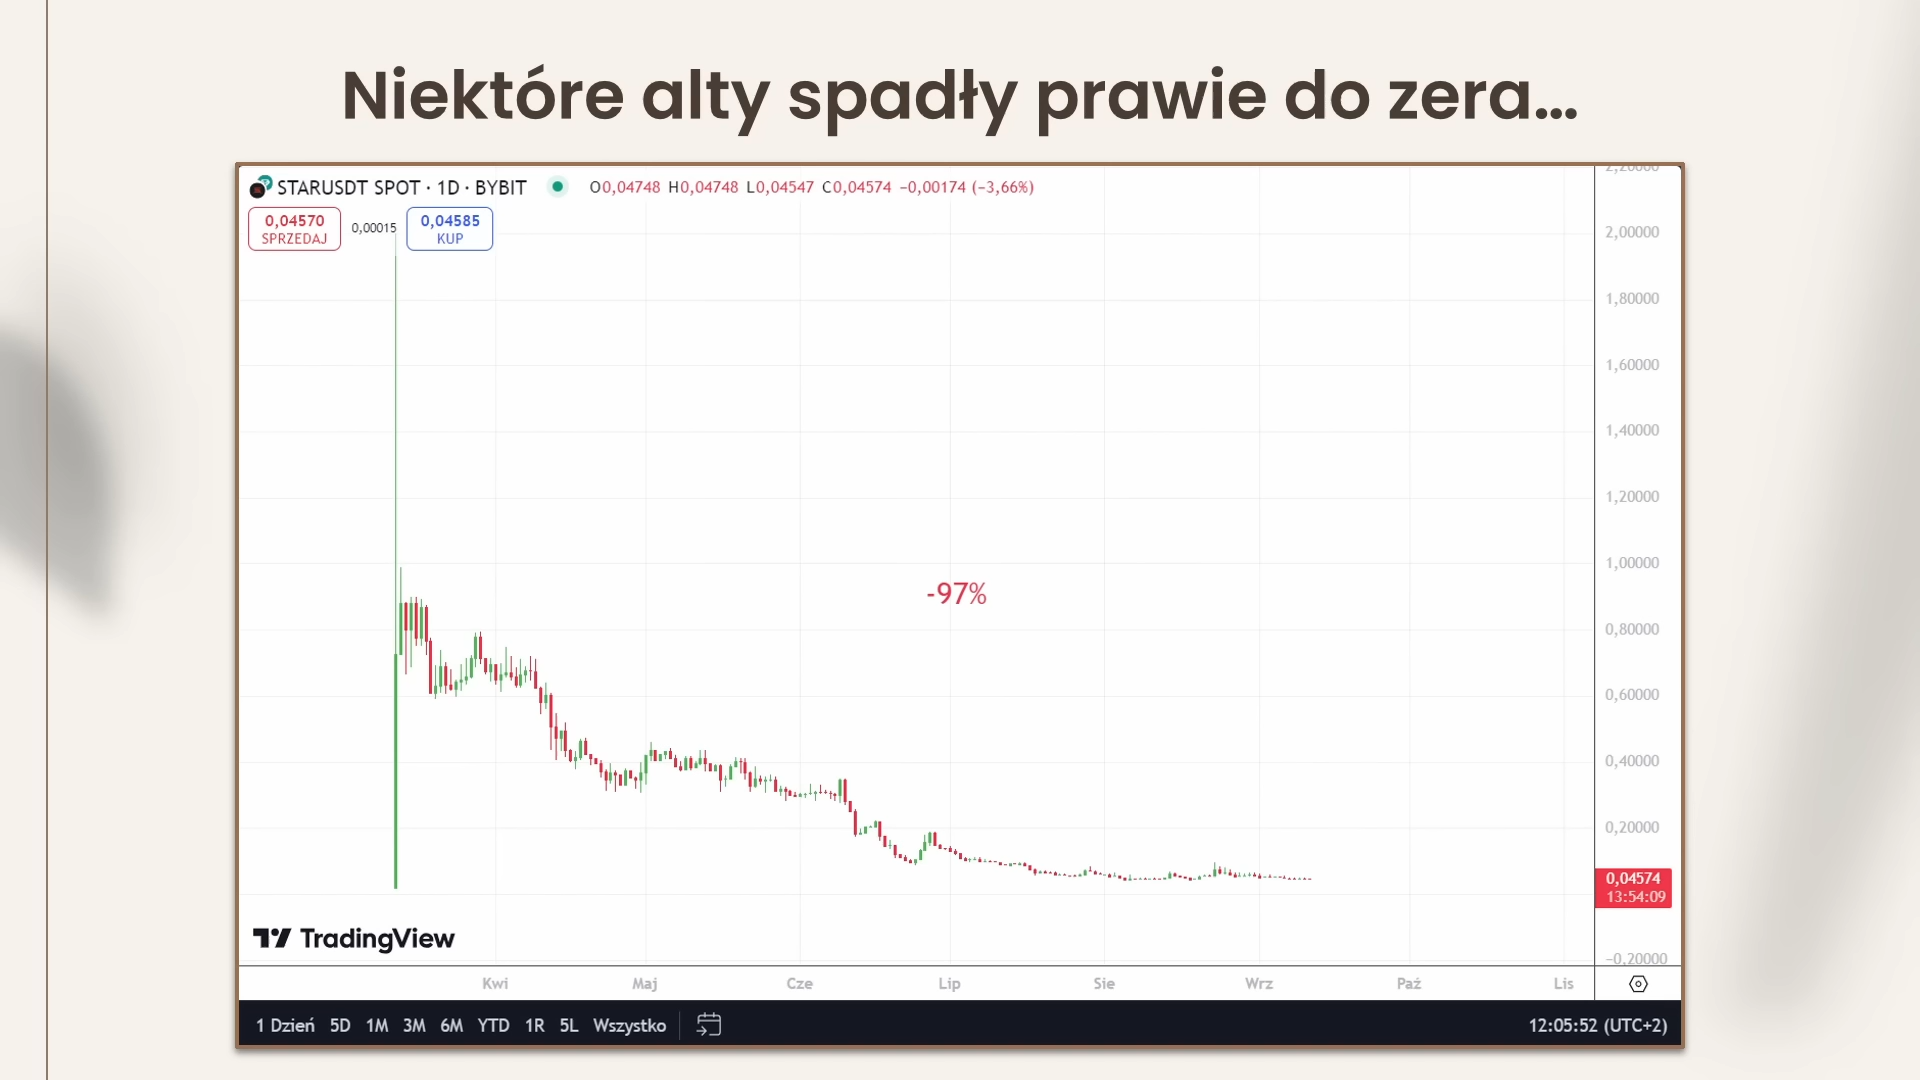 Niektóre alty spadły prawie do zera...
STARUSDT SPOT · 1D · BYBIT O0,04748 H0,04748 L0,04547 C0,04574 −0,00174 (−3,66%)
0,04570 0,00015 0,04585
SPRZEDAJ KUP
2,20000
2,00000
1,80000
1,60000
1,40000
1,20000
1,00000
-97%
0,80000
0,60000
0,40000
0,20000
0,04574
13:54:09
TradingView
−0,20000
Kwi Maj Cze Lip Sie Wrz Paź Lis
1 Dzień 5D 1M 3M 6M YTD 1R 5L Wszystko 12:05:52 (UTC+2)